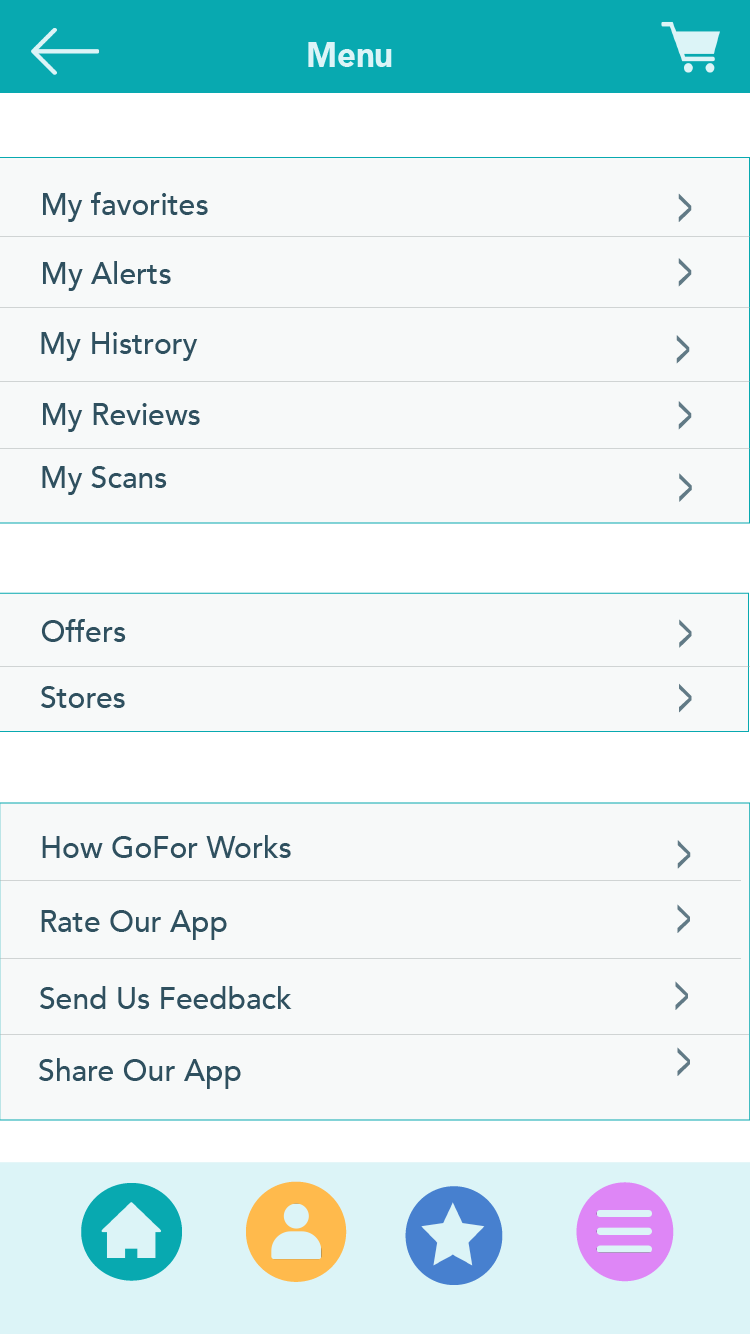 Menu
My favorites
My Alerts
My Histrory
My Reviews
My Scans
Offers
Stores
How GoFor Works
Rate Our App
Send Us Feedback
Share Our App